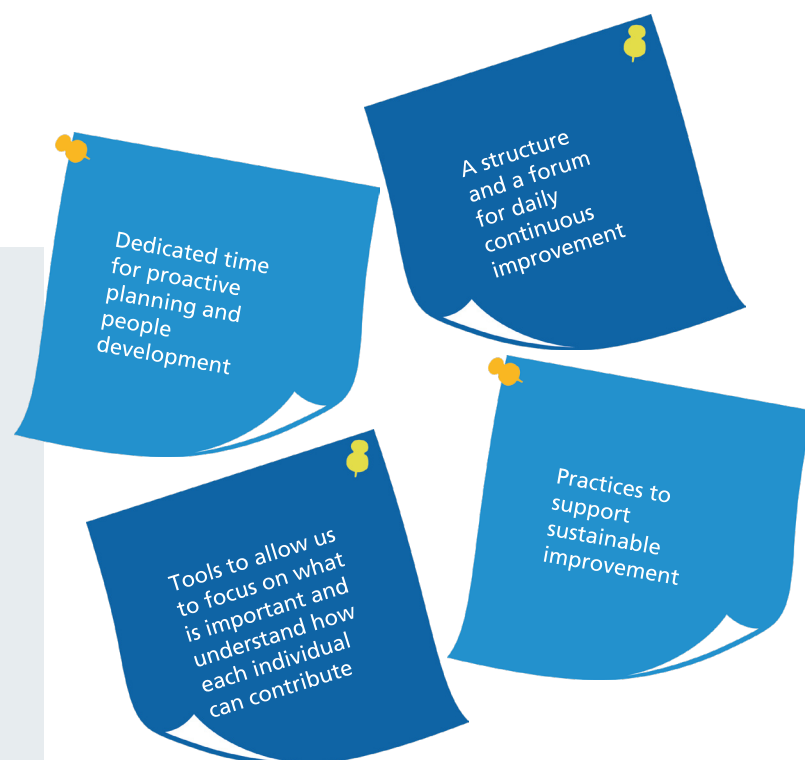 A structure
and a forum
for daily
continuous
improvement
Dedicated time
for proactive
planning and
people
development
Practices to
support
sustainable
improvement
Tools to allow us
to focus on what
is important and
understand how
each individual
can contribute